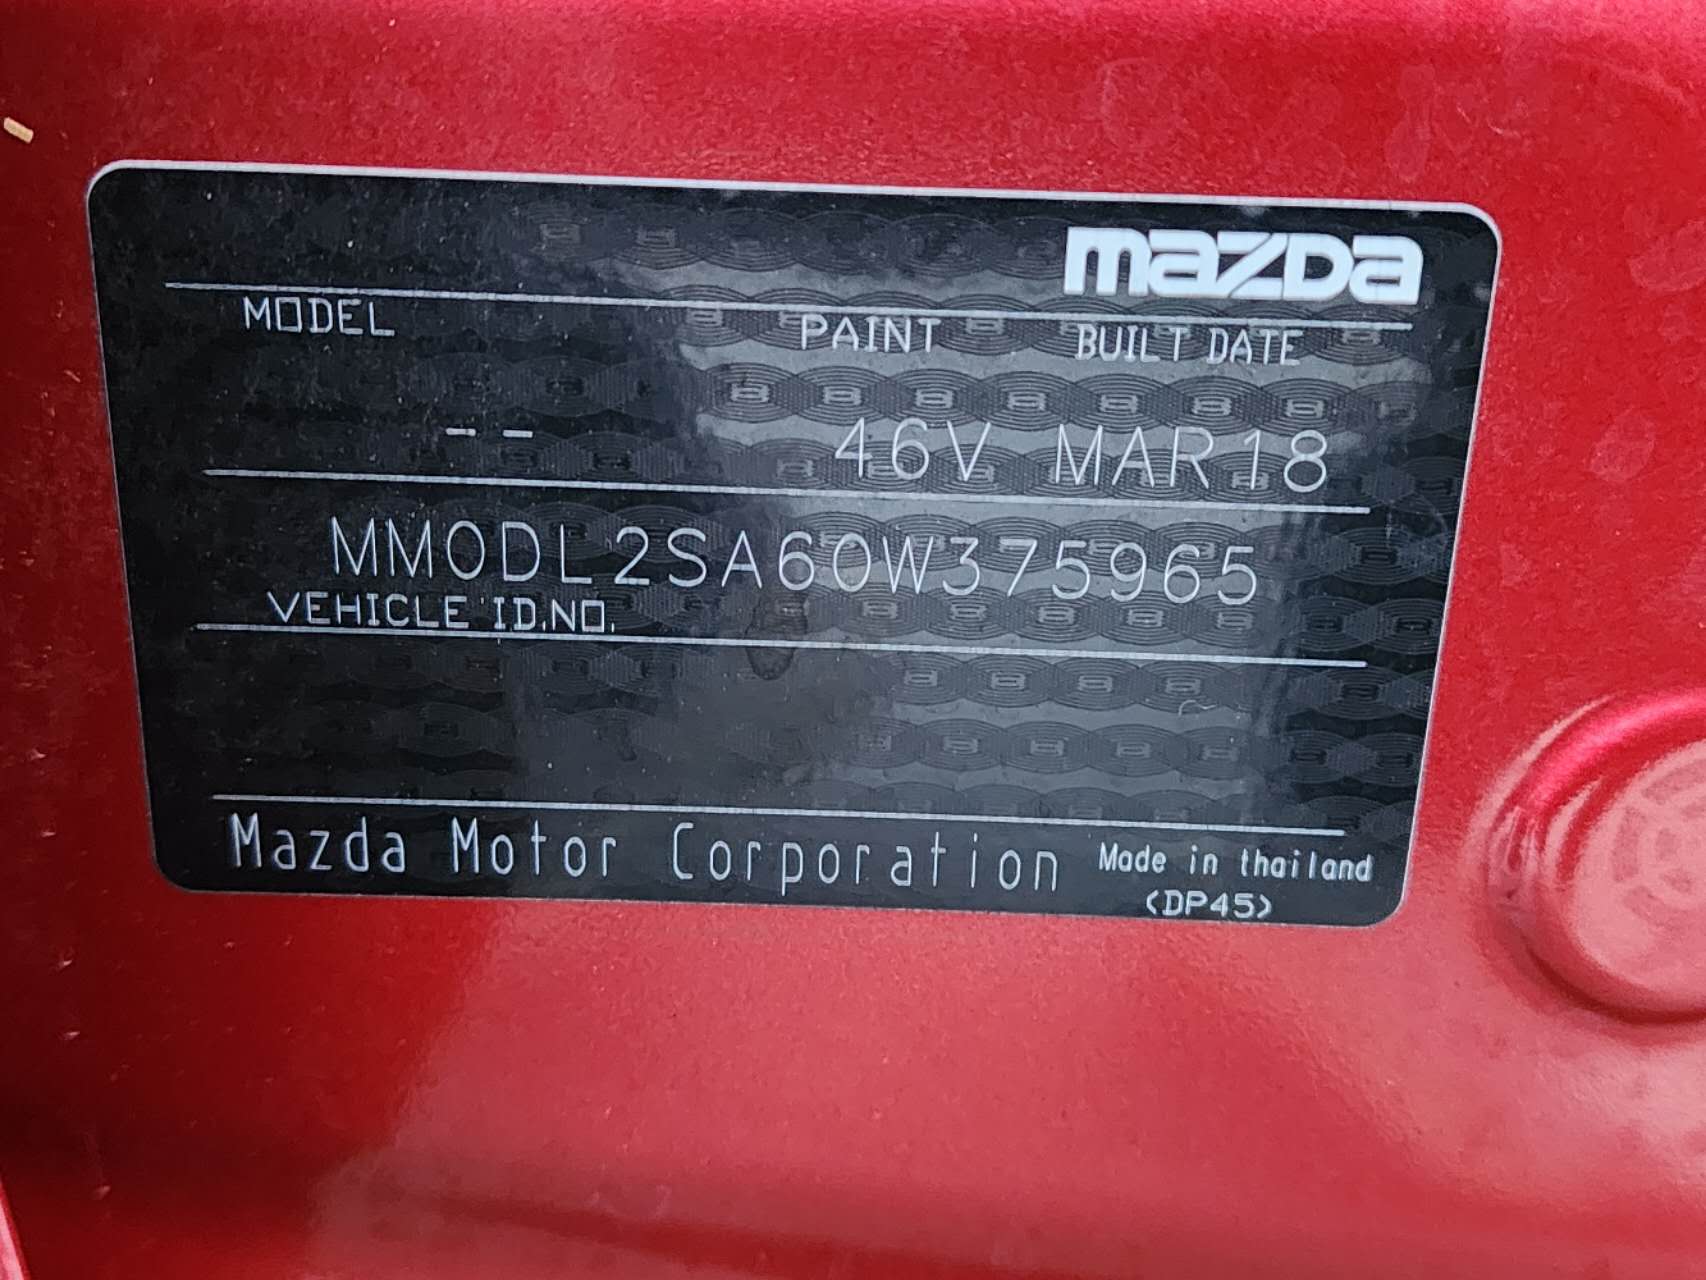 mazda
MODEL PAINT BUILT DATE
-- 46V MAR18
MM0DL2SA60W375965
VEHICLE ID.NO.
Mazda Motor Corporation Made in thailand
<DP45>